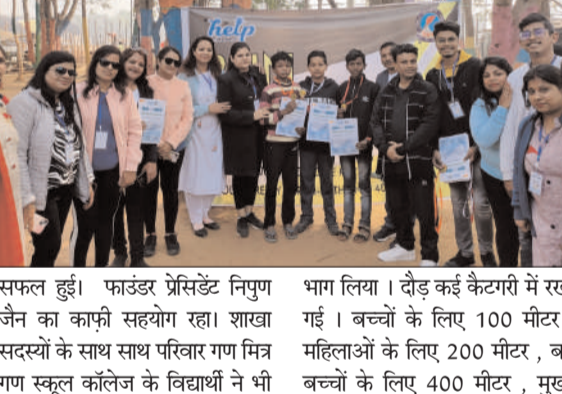 help
सफल हुई। फाउंडर प्रेसिडेंट निपुण
जैन का काफ़ी सहयोग रहा। शाखा
सदस्यों के साथ साथ परिवार गण मित्र
गण स्कूल कॉलेज के विद्यार्थी ने भी
भाग लिया । दौड़ कई कैटगरी में
गई । बच्चों के लिए 100 मीटर
महिलाओं के लिए 200 मीटर ,
बच्चों के लिए 400 मीटर ,